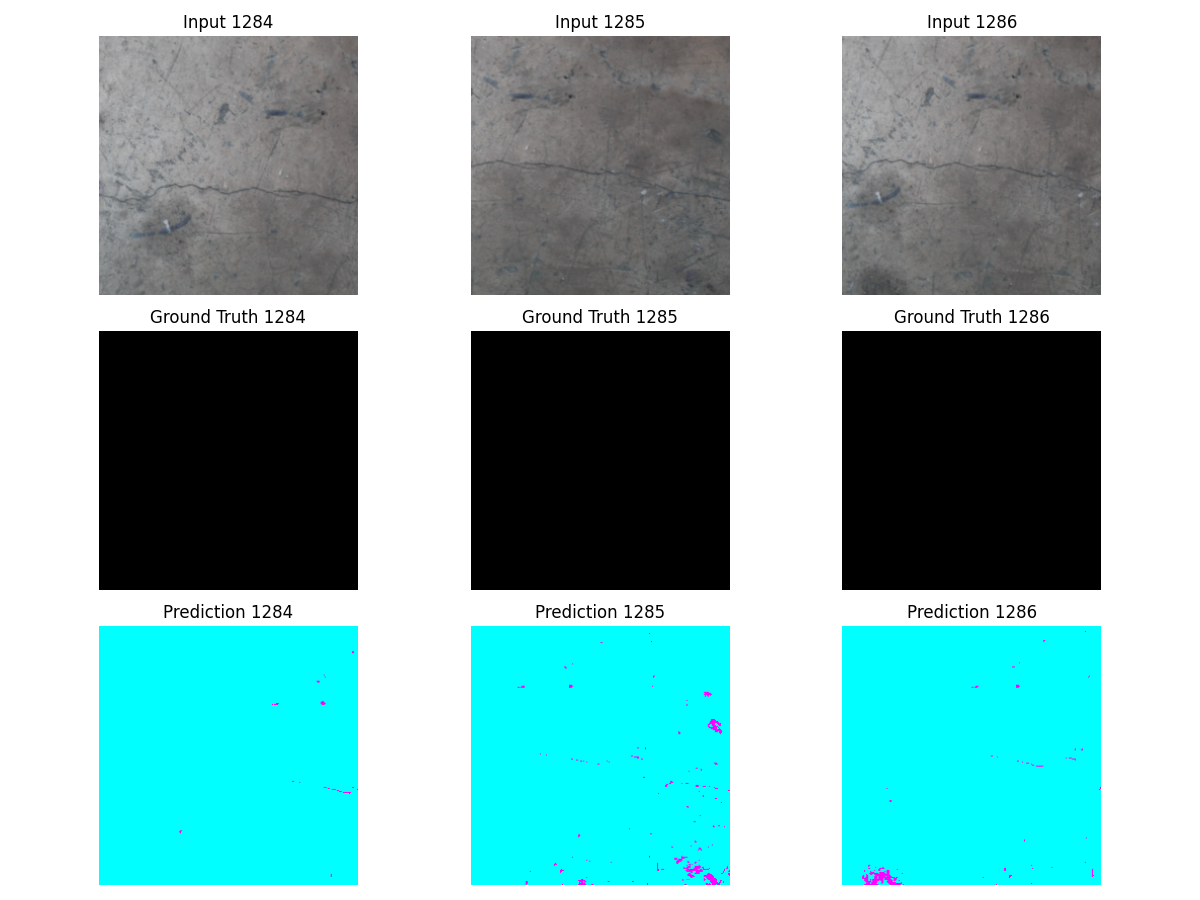 Input 1284
Input 1285
Input 1286
Ground Truth 1284
Ground Truth 1285
Ground Truth 1286
Prediction 1284
Prediction 1285
Prediction 1286